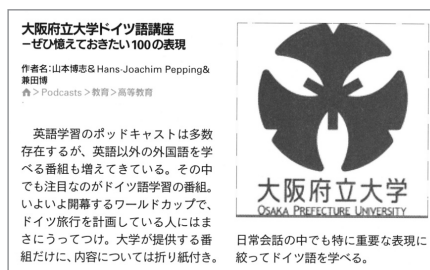 大阪府立大学ドイツ語講座
－ぜひ憶えておきたい100の表現
作者名：山本博志＆Hans-Joachim Pepping＆
兼田博
＞Podcasts＞教育＞高等教育
英語学習のポッドキャストは多数
存在するが、英語以外の外国語を学
べる番組も増えてきている。その中
でも注目なのがドイツ語学習の番組。
いよいよ開幕するワールドカップで、
ドイツ旅行を計画している人にはま
さにうってつけ。大学が提供する番
組だけに、内容については折り紙付き。
大阪府立大学
OSAKA PREFECTURE UNIVERSITY
日常会話の中でも特に重要な表現に
絞ってドイツ語を学べる。